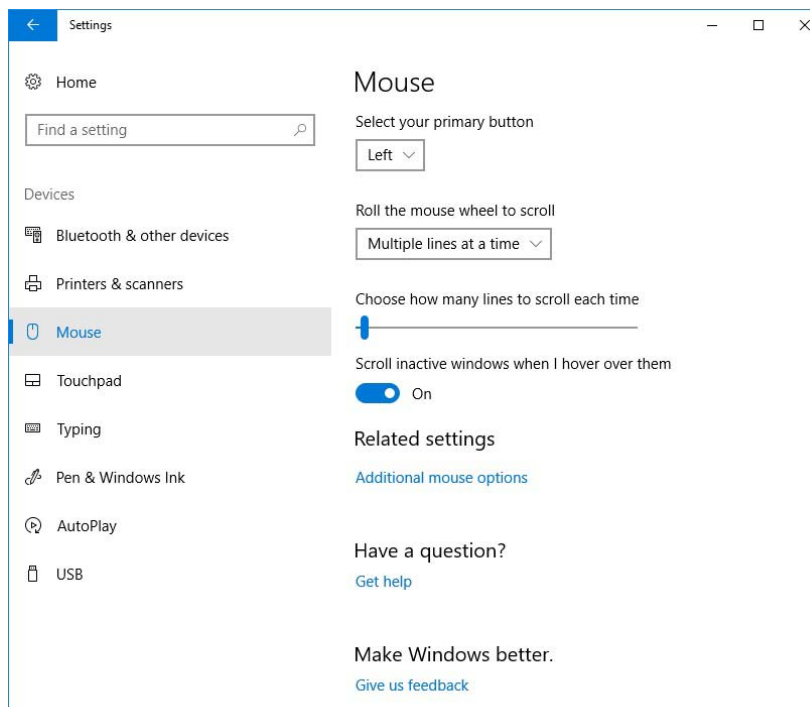 Settings
Home
Find a setting
Devices
Bluetooth & other devices
Printers & scanners
Mouse
Touchpad
Typing
Pen & Windows Ink
AutoPlay
USB
Mouse
Select your primary button
Left
Roll the mouse wheel to scroll
Multiple lines at a time
Choose how many lines to scroll each time
Scroll inactive windows when I hover over them
On
Related settings
Additional mouse options
Have a question?
Get help
Make Windows better.
Give us feedback